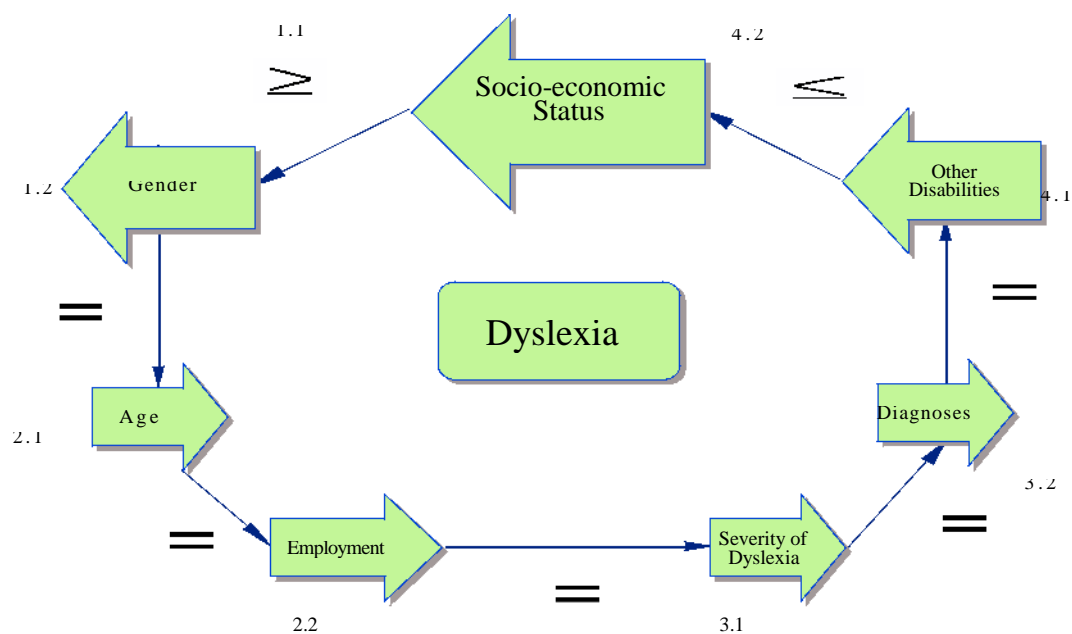 1.1
4.2
≥
≤
Socio-economic
Status
Other
Disabilities
Gender
1.2
4.1
=
=
Dyslexia
Age
Diagnoses
2.1
3.2
=
=
Employment
Severity of
Dyslexia
=
2.2
3.1